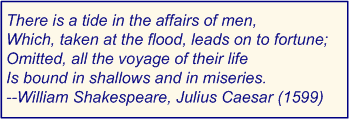 There is a tide in the affairs of men,
Which, taken at the flood, leads on to fortune;
Omitted, all the voyage of their life
Is bound in shallows and in miseries.
--William Shakespeare, Julius Caesar (1599)